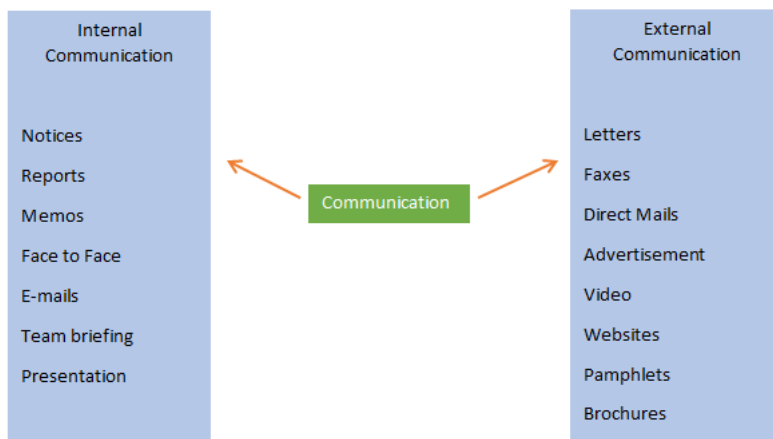 Internal
Communication
Notices
Reports
Memos
Face to Face
E-mails
Team briefing
Presentation
Communication
External
Communication
Letters
Faxes
Direct Mails
Advertisement
Video
Websites
Pamphlets
Brochures